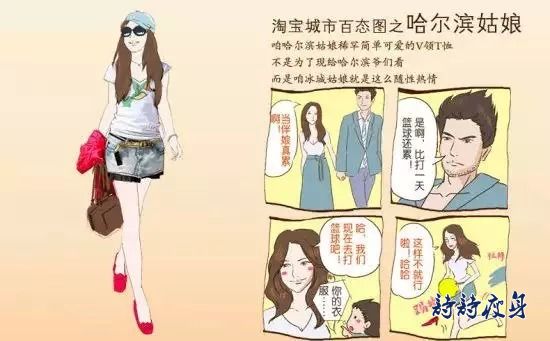 淘宝城市百态图之哈尔滨姑娘
咱哈尔滨姑娘稀罕简单可爱的V领T恤
不是为了现给哈尔滨爷们看
而是咱冰城姑娘就是这么随性热情
当伴娘真累
啊!
是啊,比打一天
篮球还累!
哈,我们
现在去打
篮球吧!
你的衣
服……
这样不就行
啦!哈哈
詩詩瘦身